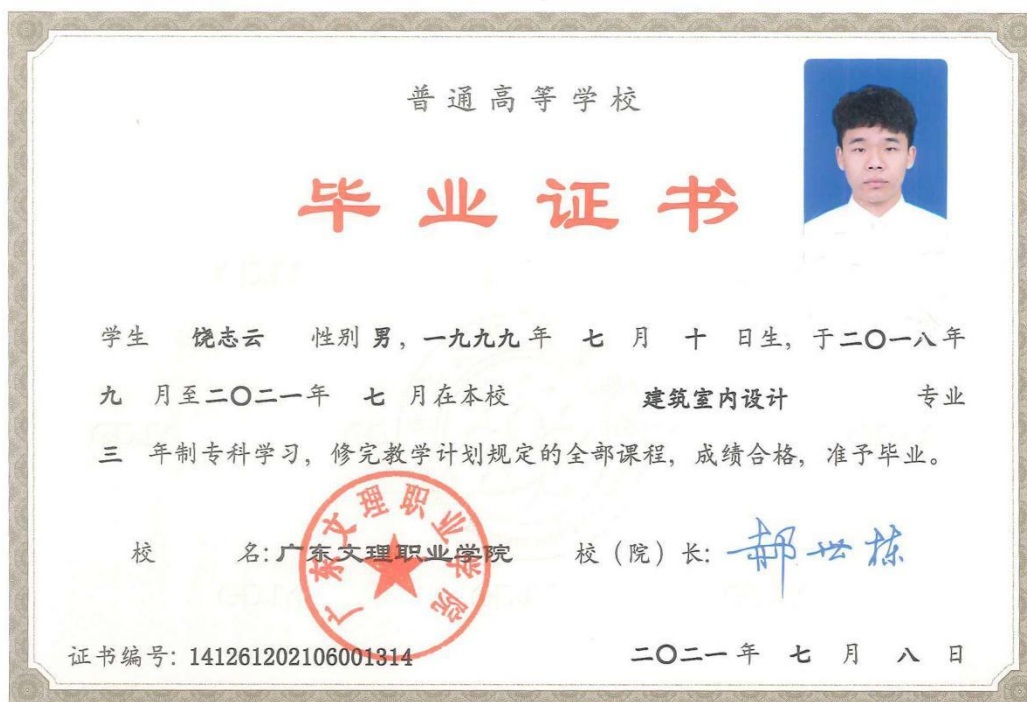 普通高等学校
毕业证书
学生 饶志云 性别 男，一九九九年 七 月 十 日生，于二〇一八年
九 月至二〇二一年 七 月在本校 建筑室内设计 专业
三 年制专科学习，修完教学计划规定的全部课程，成绩合格，准予毕业。
校 名: 广东文理职业学院 校（院）长: 郝世栋
广东文理职业学院
证书编号: 141261202106001314 二〇二一年 七 月 八 日